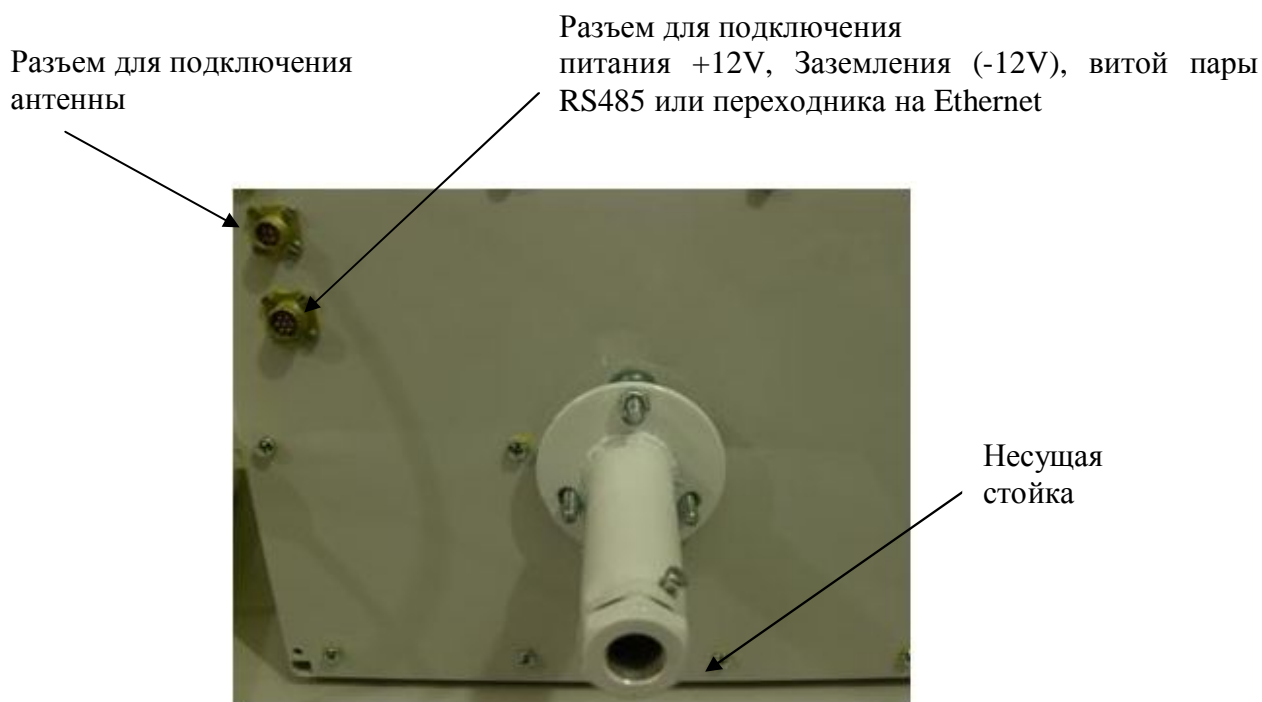 Разъем для подключения
антенны
Разъем для подключения
питания +12V, Заземления (-12V), витой пары
RS485 или переходника на Ethernet
Несущая
стойка